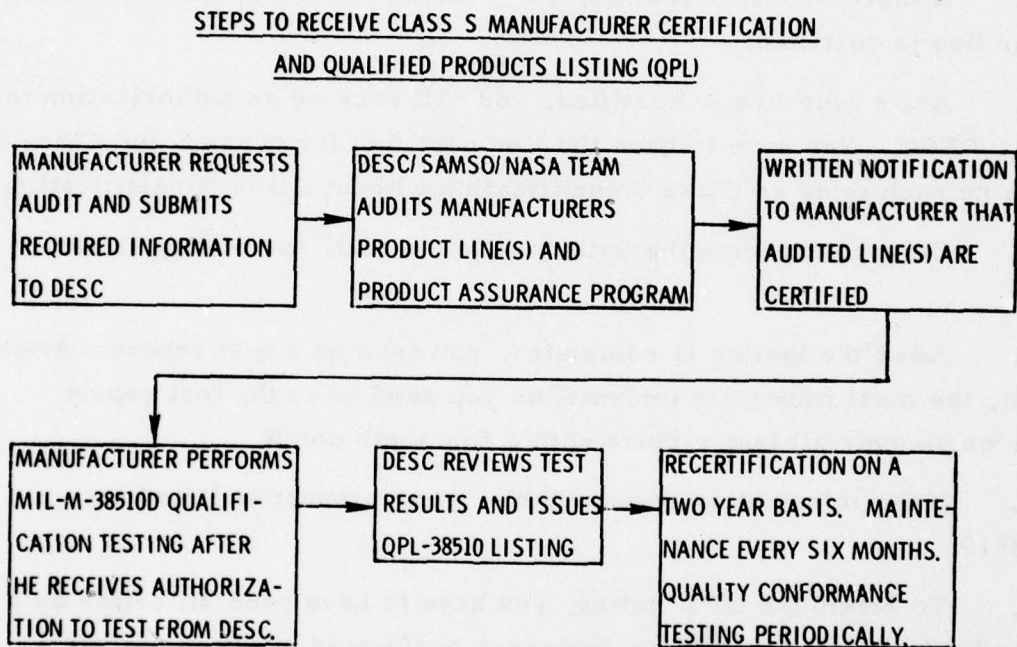 STEPS TO RECEIVE CLASS S MANUFACTURER CERTIFICATION
AND QUALIFIED PRODUCTS LISTING (QPL)
MANUFACTURER REQUESTS
AUDIT AND SUBMITS
REQUIRED INFORMATION
TO DESC
DESC/SAMSO/NASA TEAM
AUDITS MANUFACTURERS
PRODUCT LINE(S) AND
PRODUCT ASSURANCE PROGRAM
WRITTEN NOTIFICATION
TO MANUFACTURER THAT
AUDITED LINE(S) ARE
CERTIFIED
MANUFACTURER PERFORMS
MIL-M-38510D QUALIFI-
CATION TESTING AFTER
HE RECEIVES AUTHORIZA-
TION TO TEST FROM DESC.
DESC REVIEWS TEST
RESULTS AND ISSUES
QPL-38510 LISTING
RECERTIFICATION ON A
TWO YEAR BASIS. MAINTE-
NANCE EVERY SIX MONTHS.
QUALITY CONFORMANCE
TESTING PERIODICALLY.